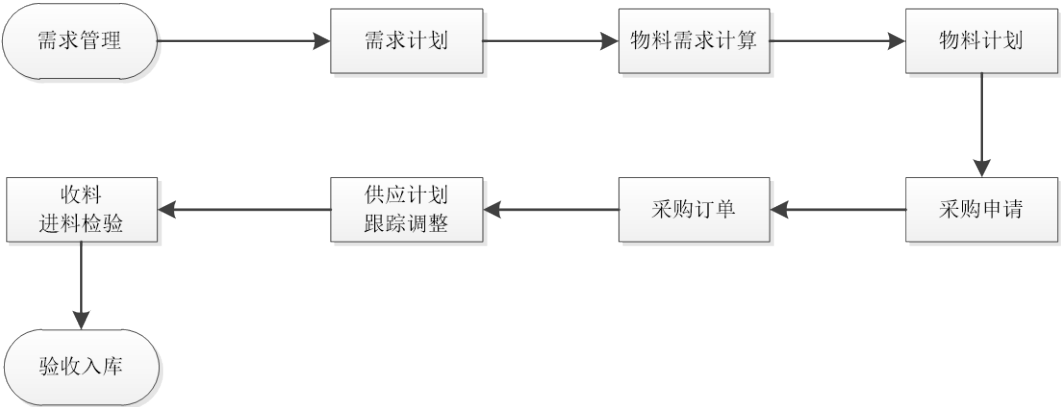 需求管理
需求计划
物料需求计算
物料计划
采购申请
采购订单
供应计划
跟踪调整
收料
进料检验
验收入库